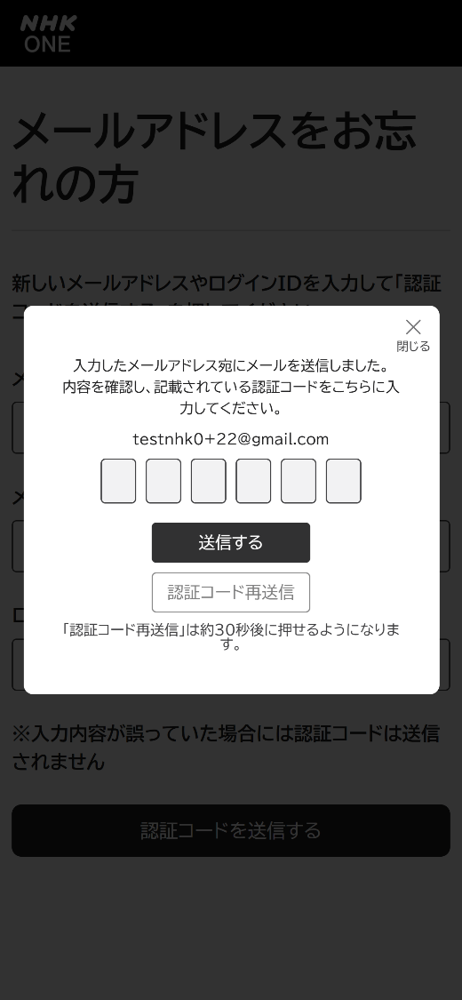 NHK
ONE
メールアドレスをお忘
れの方
新しいメールアドレスやログインIDを入力して「認証
閉じる
入力したメールアドレス宛にメールを送信しました。
内容を確認し、記載されている認証コードをこちらに入
力してください。
testnhk0+22@gmail.com
送信する
認証コード再送信
「認証コード再送信」は約30秒後に押せるようになりま
す。
※入力内容が誤っていた場合には認証コードは送信
されません
認証コードを送信する